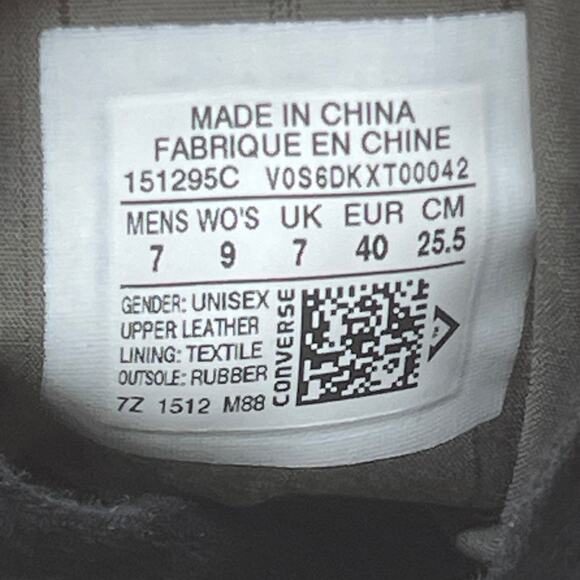 MADE IN CHINA
FABRIQUE EN CHINE
151295C V0S6DKXT00042
MENS WO'S UK EUR CM
7 9 7 40 25.5
GENDER: UNISEX
UPPER LEATHER
LINING: TEXTILE
OUTSOLE: RUBBER
7Z 1512 M88
CONVERSE